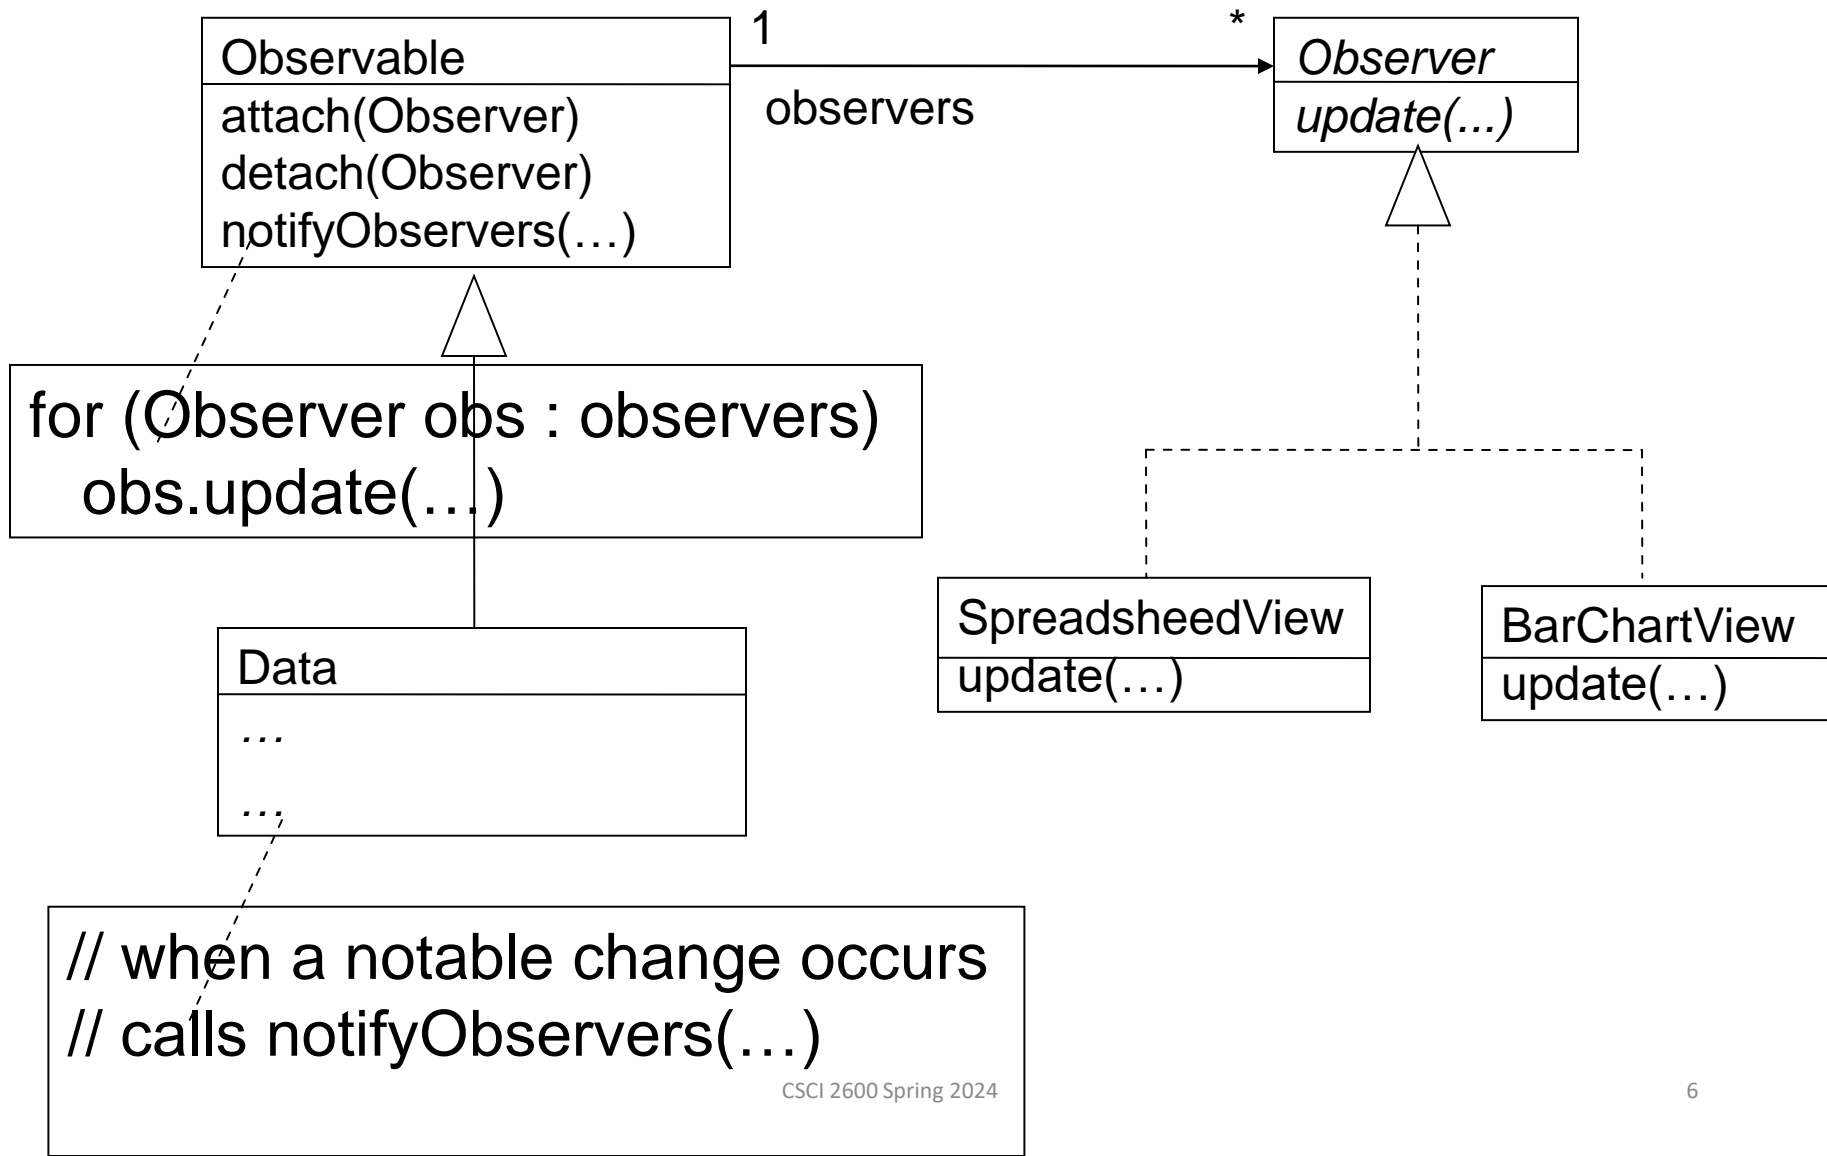 Observable
attach(Observer)
detach(Observer)
notifyObservers(…)
1
*
observers
Observer
update(...)
for (Observer obs : observers)
obs.update(…)
Data
…
…
SpreadsheedView
update(…)
BarChartView
update(…)
// when a notable change occurs
// calls notifyObservers(…)
CSCI 2600 Spring 2024
6